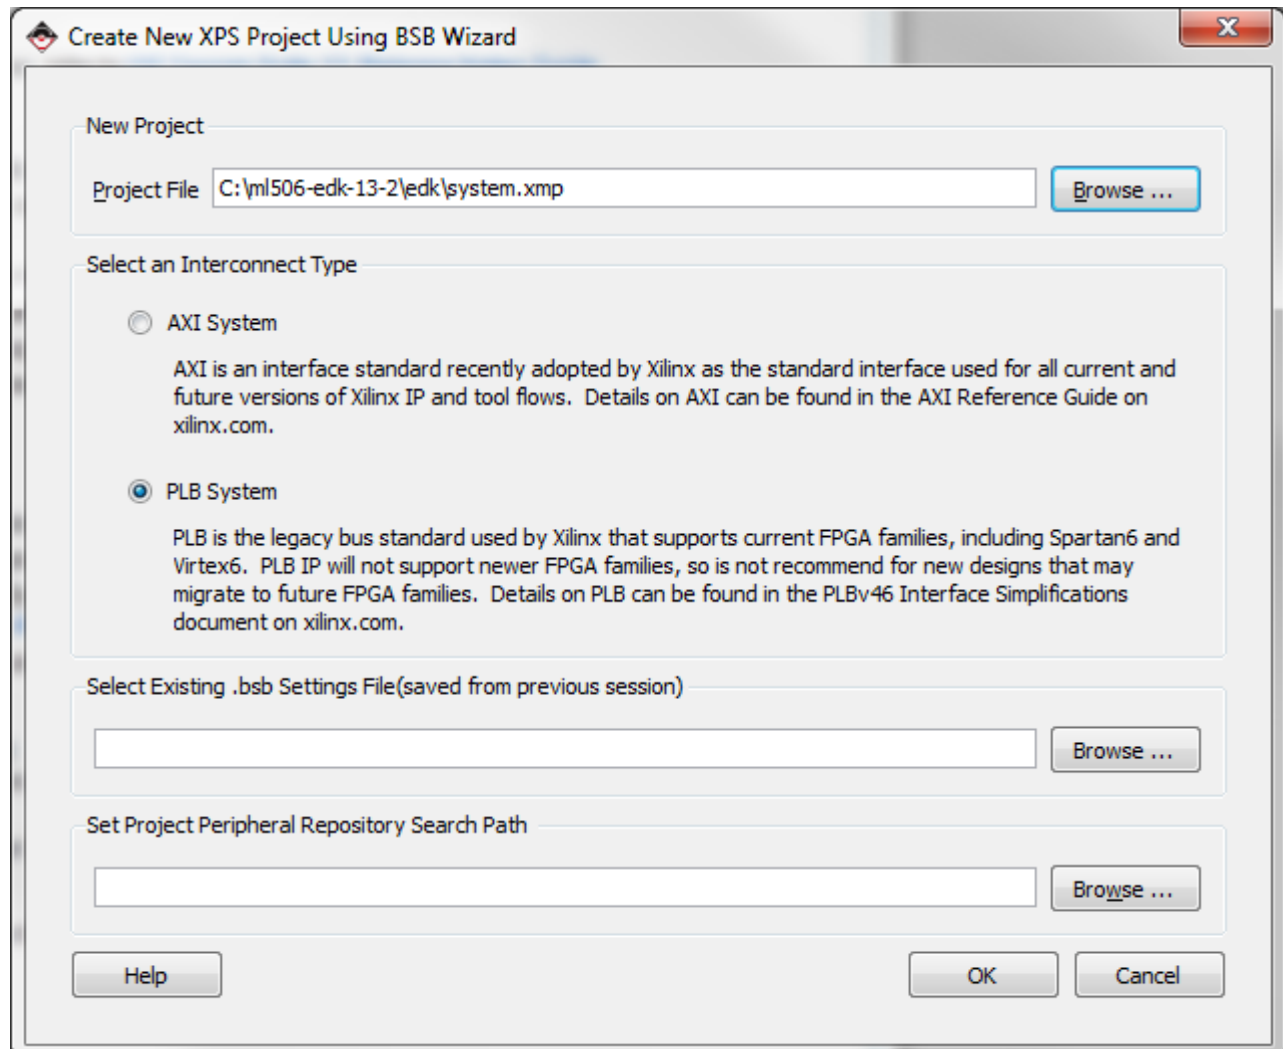 Create New XPS Project Using BSB Wizard
New Project
Project File C:\ml506-edk-13-2\edk\system.xmp Browse ...
Select an Interconnect Type
AXI System
AXI is an interface standard recently adopted by Xilinx as the standard interface used for all current and
future versions of Xilinx IP and tool flows.  Details on AXI can be found in the AXI Reference Guide on
xilinx.com.
PLB System
PLB is the legacy bus standard used by Xilinx that supports current FPGA families, including Spartan6 and
Virtex6.  PLB IP will not support newer FPGA families, so is not recommend for new designs that may
migrate to future FPGA families.  Details on PLB can be found in the PLBv46 Interface Simplifications
document on xilinx.com.
Select Existing .bsb Settings File(saved from previous session)
Browse ...
Set Project Peripheral Repository Search Path
Browse ...
Help OK Cancel